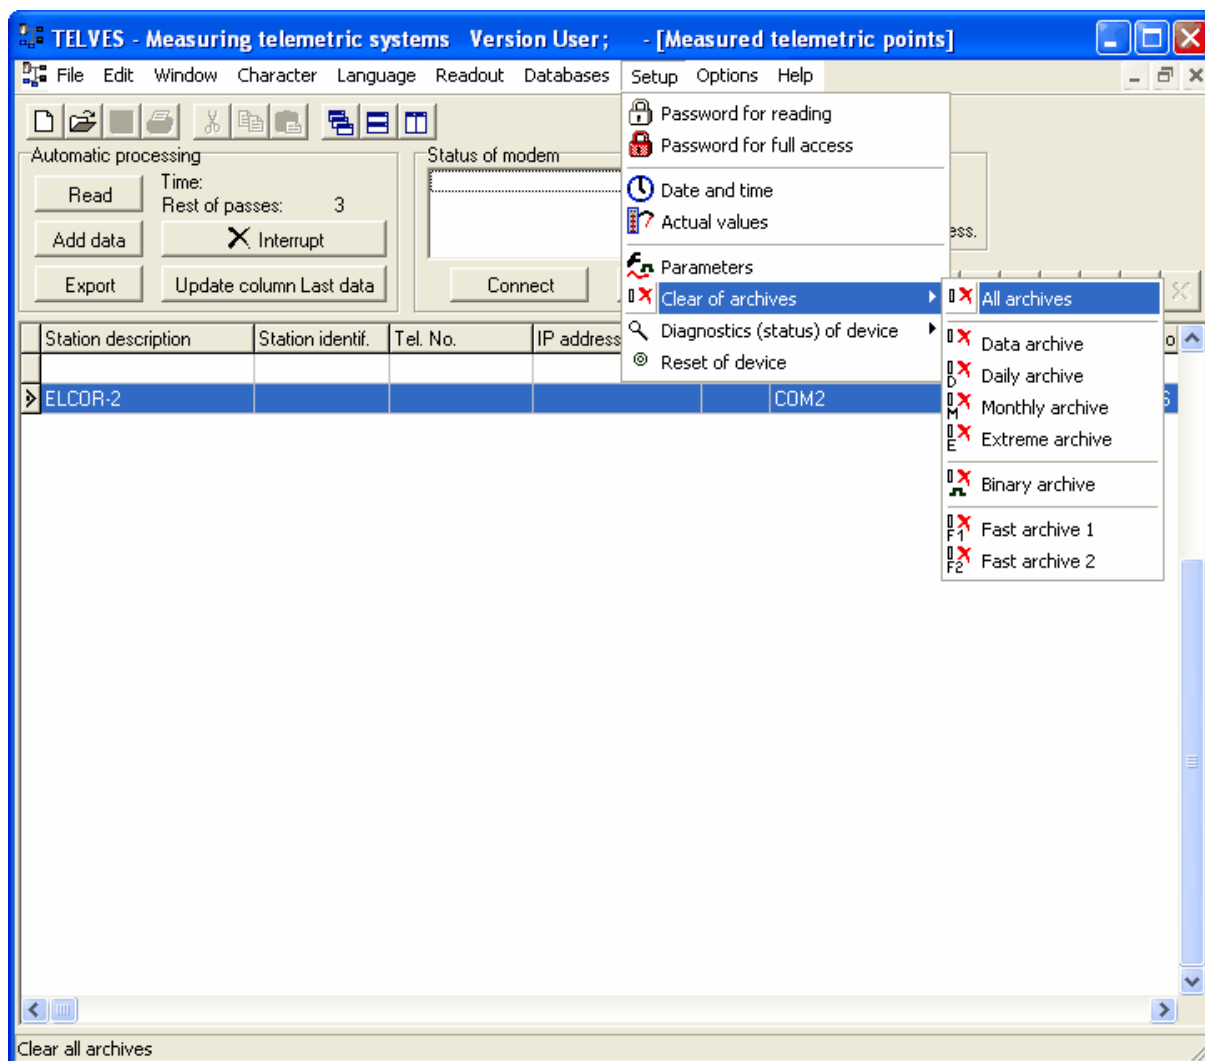 TELVES - Measuring telemetric systems Version User; - [Measured telemetric points]
File Edit Window Character Language Readout Databases Setup Options Help
Password for reading
Password for full access
Date and time
Actual values
Parameters
Clear of archives
Diagnostics (status) of device
Reset of device
All archives
Data archive
D Daily archive
M Monthly archive
E Extreme archive
Binary archive
F1 Fast archive 1
F2 Fast archive 2
Automatic processing
Read
Time:
Rest of passes: 3
Add data
Interrupt
Export
Update column Last data
Status of modem
Connect
ess.
Station description Station identif. Tel. No. IP address
ELCOR-2 COM2
Clear all archives